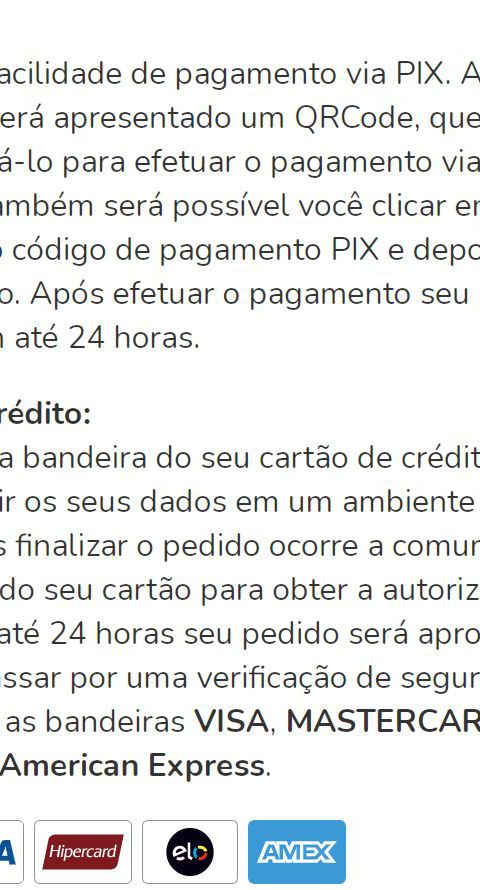 acilidade de pagamento via PIX. A
erá apresentado um QRCode, que
á-lo para efetuar o pagamento via
ambém será possível você clicar e
código de pagamento PIX e depo
o. Após efetuar o pagamento seu
até 24 horas.
rédito:
a bandeira do seu cartão de crédit
ir os seus dados em um ambiente
s finalizar o pedido ocorre a comu
do seu cartão para obter a autoriz
até 24 horas seu pedido será apro
assar por uma verificação de segur
as bandeiras VISA, MASTERCAR
American Express.
A Hipercard elo AMEX